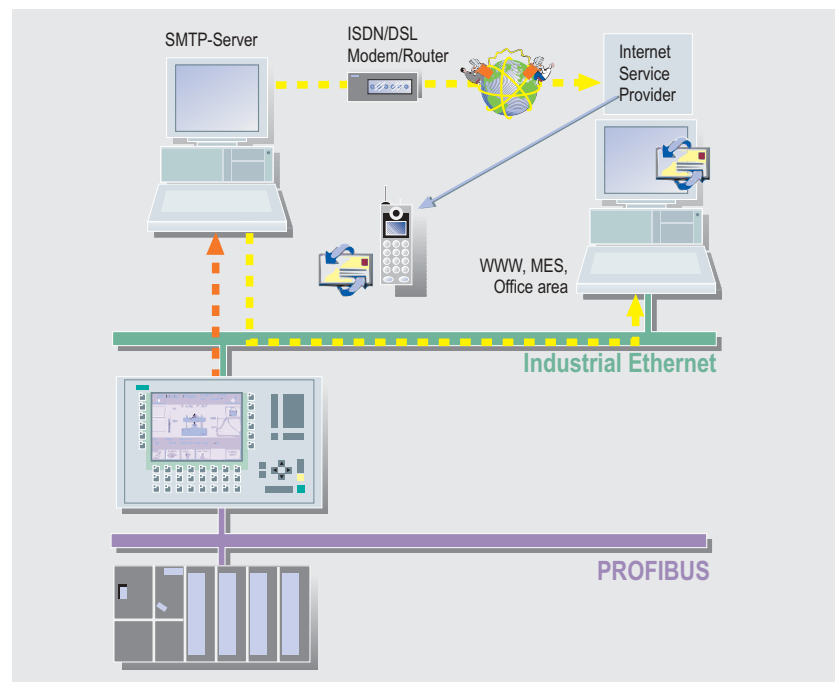 SMTP-Server
ISDN/DSL
Modem/Router
Internet
Service
Provider
WWW, MES,
Office area
Industrial Ethernet
PROFIBUS